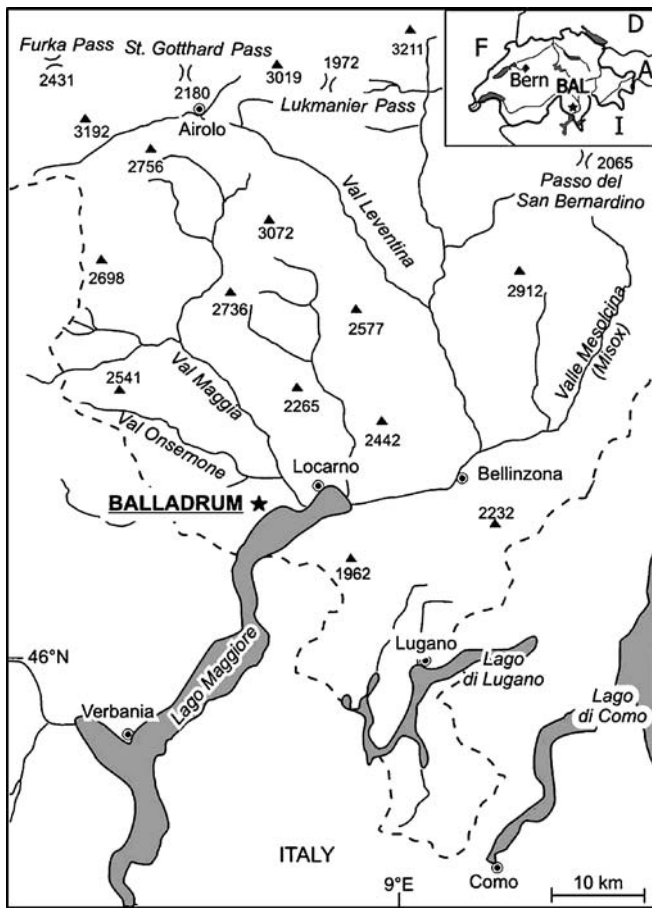 Furka Pass
2431
St. Gotthard Pass
2180
3019
1972
Lukmanier Pass
3211
F
D
A
I
Bern
BAL
3192
Airolo
2756
2065
Passo del
San Bernardino
Val Leventina
3072
2698
2736
2577
2912
Valle Mesolcina
(Misox)
2541
Val Maggia
2265
Val Onsernone
2442
Locarno
Bellinzona
BALLADRUM
2232
1962
46°N
Lago Maggiore
Lugano
Lago
di Lugano
Lago
di Como
Verbania
ITALY
9°E
Como
10 km